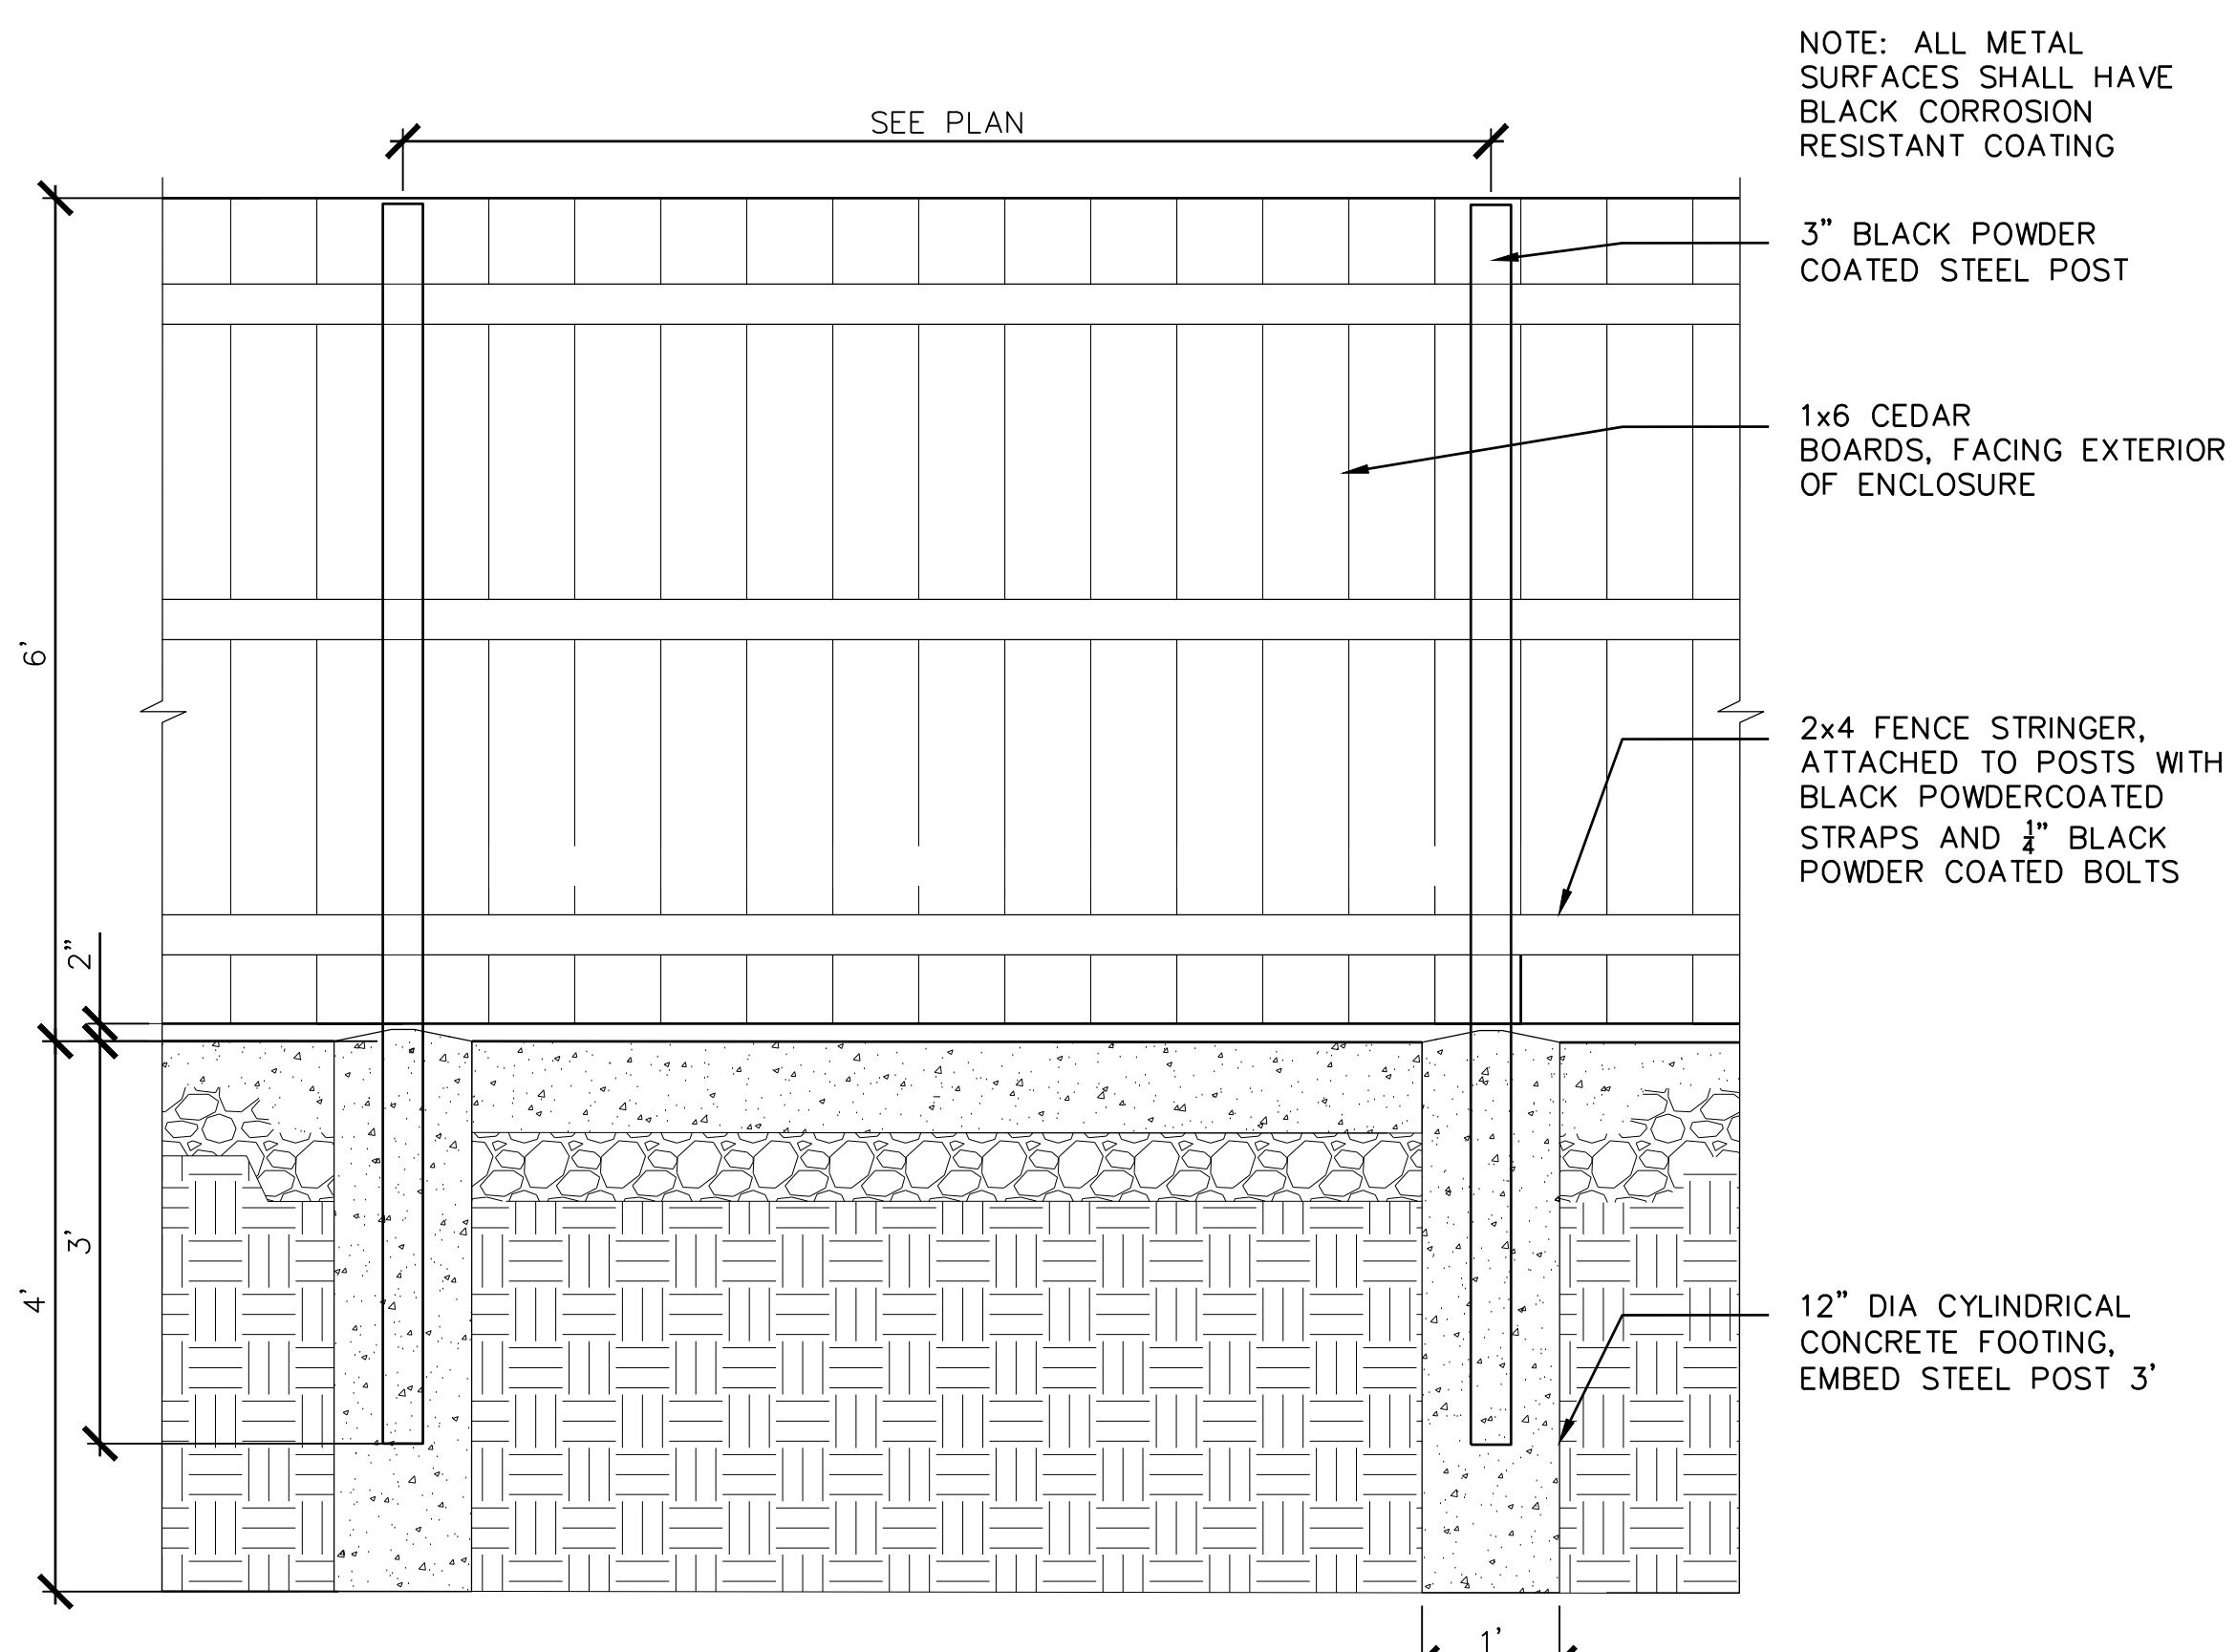 NOTE: ALL METAL
SURFACES SHALL HAVE
BLACK CORROSION
RESISTANT COATING
SEE PLAN
3" BLACK POWDER
COATED STEEL POST
1x6 CEDAR
BOARDS, FACING EXTERIOR
OF ENCLOSURE
6'
2x4 FENCE STRINGER,
ATTACHED TO POSTS WITH
BLACK POWDERCOATED
STRAPS AND 1/4" BLACK
POWDER COATED BOLTS
2"
3'
4'
12" DIA CYLINDRICAL
CONCRETE FOOTING,
EMBED STEEL POST 3'
1'